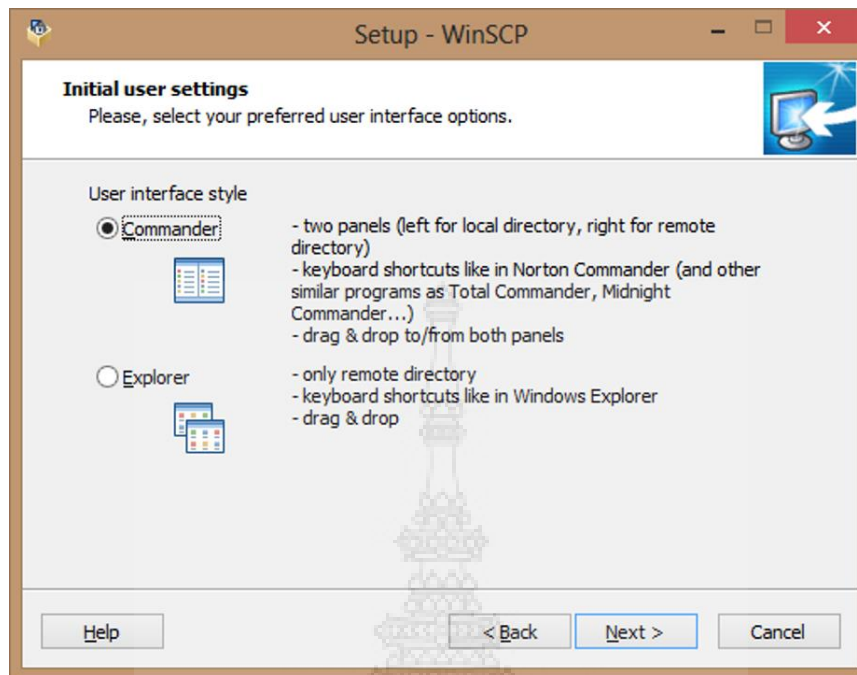 Setup - WinSCP
Initial user settings
Please, select your preferred user interface options.
User interface style
Commander
- two panels (left for local directory, right for remote
directory)
- keyboard shortcuts like in Norton Commander (and other
similar programs as Total Commander, Midnight
Commander...)
- drag & drop to/from both panels
Explorer
- only remote directory
- keyboard shortcuts like in Windows Explorer
- drag & drop
Help
< Back
Next >
Cancel